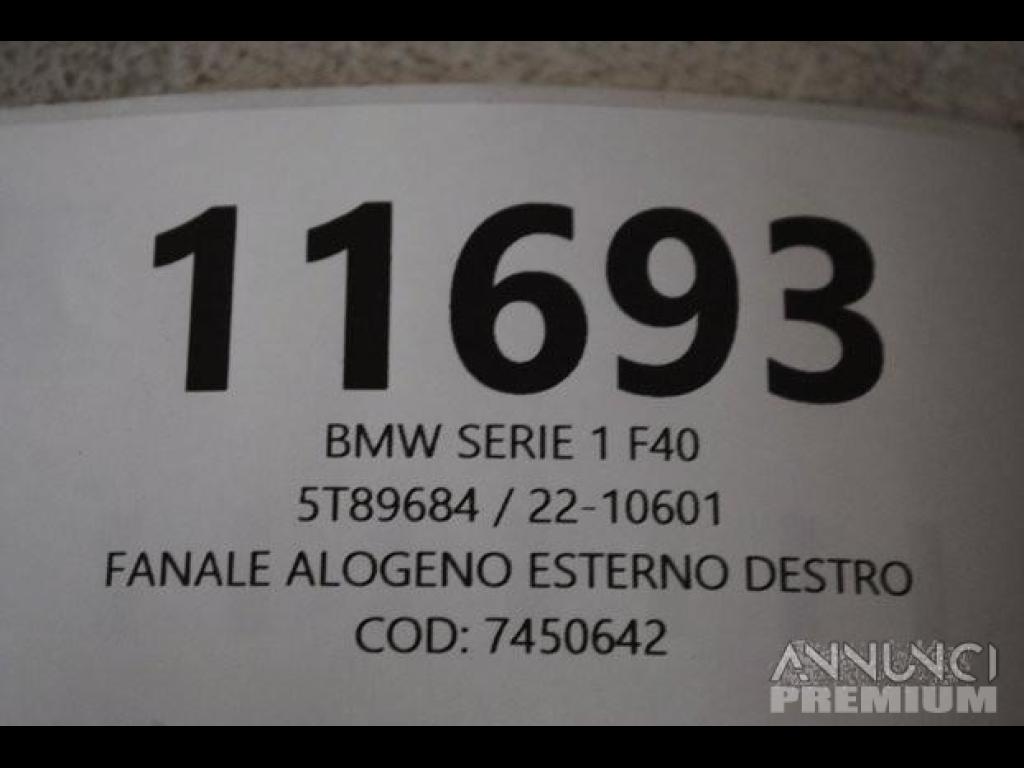 11693
BMW SERIE 1 F40
5T89684 / 22-10601
FANALE ALOGENO ESTERNO DESTRO
COD: 7450642
ANNUNCI
PREMIUM